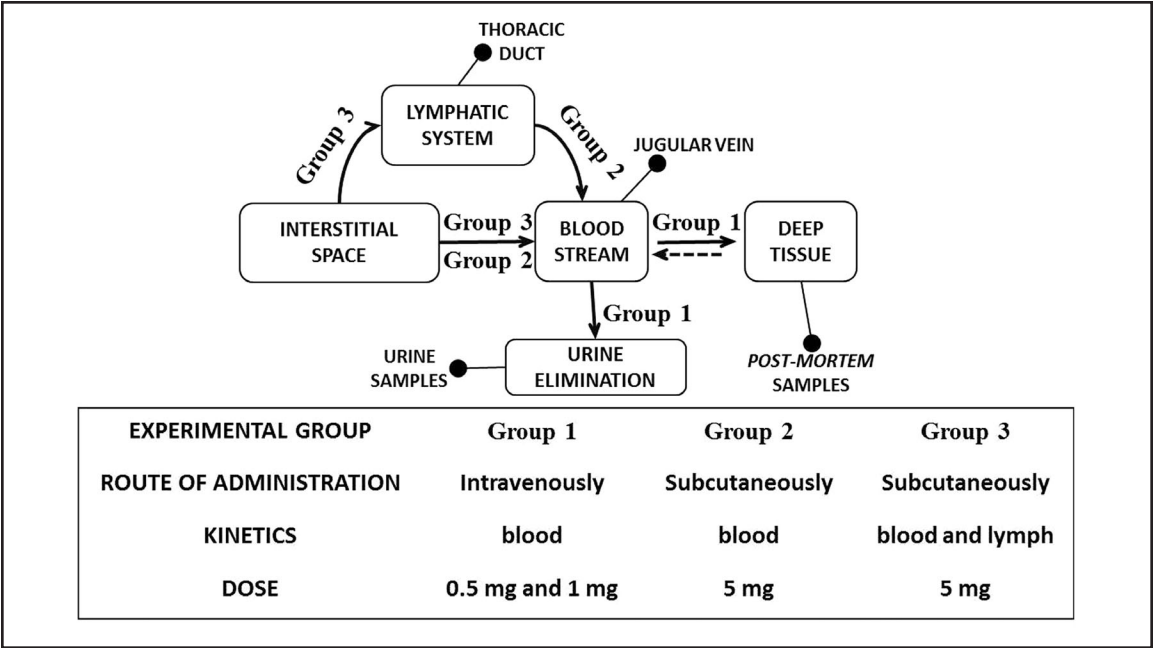 THORACIC
DUCT
LYMPHATIC
SYSTEM
Group 3
Group 2
JUGULAR VEIN
INTERSTITIAL
SPACE
Group 3
Group 2
BLOOD
STREAM
Group 1
DEEP
TISSUE
Group 1
URINE
SAMPLES
URINE
ELIMINATION
POST-MORTEM
SAMPLES
EXPERIMENTAL GROUP Group 1 Group 2 Group 3
ROUTE OF ADMINISTRATION Intravenously Subcutaneously Subcutaneously
KINETICS blood blood blood and lymph
DOSE 0.5 mg and 1 mg 5 mg 5 mg